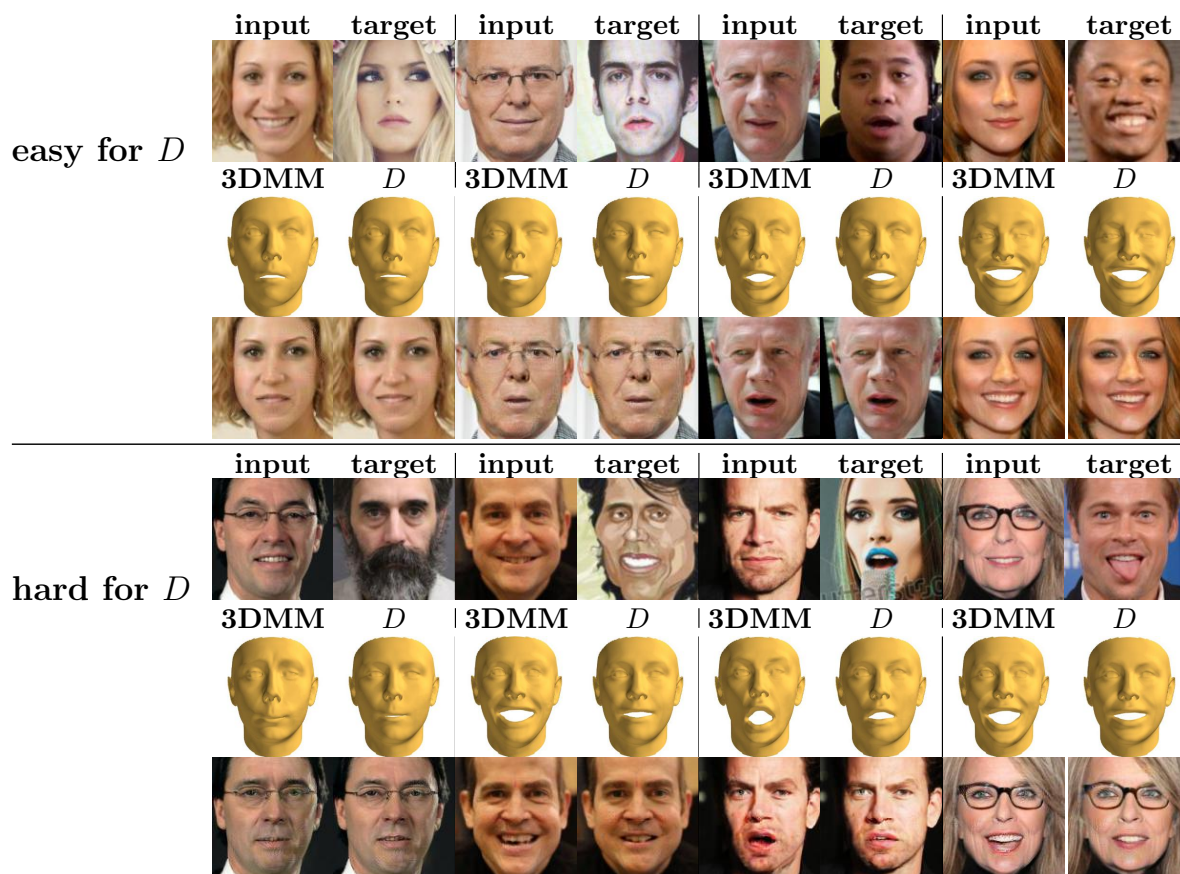 input target input target input target input target
easy for D
3DMM D 3DMM D 3DMM D 3DMM D
input target input target input target input target
hard for D
3DMM D 3DMM D 3DMM D 3DMM D